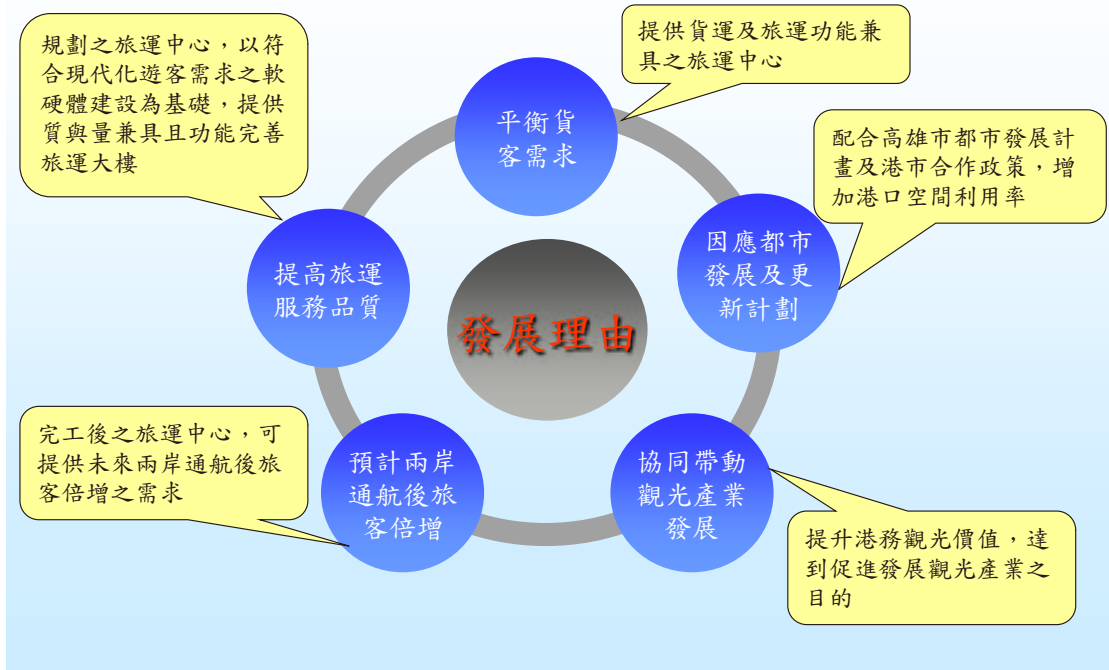 規劃之旅運中心，以符
合現代化遊客需求之軟
硬體建設為基礎，提供
質與量兼具且功能完善
旅運大樓
提供貨運及旅運功能兼
具之旅運中心
平衡貨
客需求
配合高雄市都市發展計
畫及港市合作政策，增
加港口空間利用率
因應都市
發展及更
新計劃
提高旅運
服務品質
發展理由
完工後之旅運中心，可
提供未來兩岸通航後旅
客倍增之需求
預計兩岸
通航後旅
客倍增
協同帶動
觀光產業
發展
提升港務觀光價值，達
到促進發展觀光產業之
目的